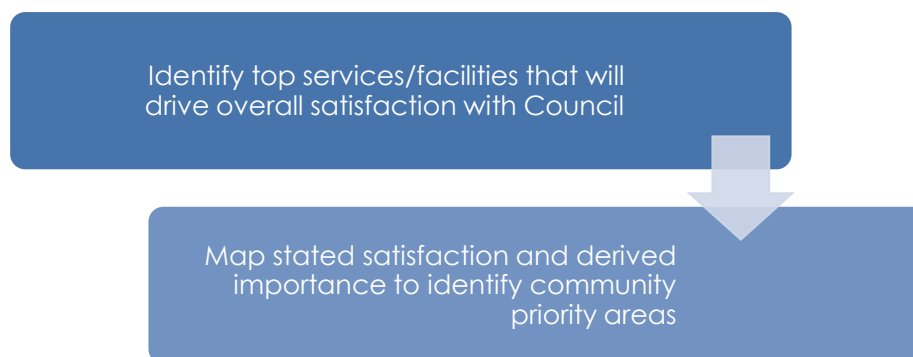 Identify top services/facilities that will
drive overall satisfaction with Council
Map stated satisfaction and derived
importance to identify community
priority areas